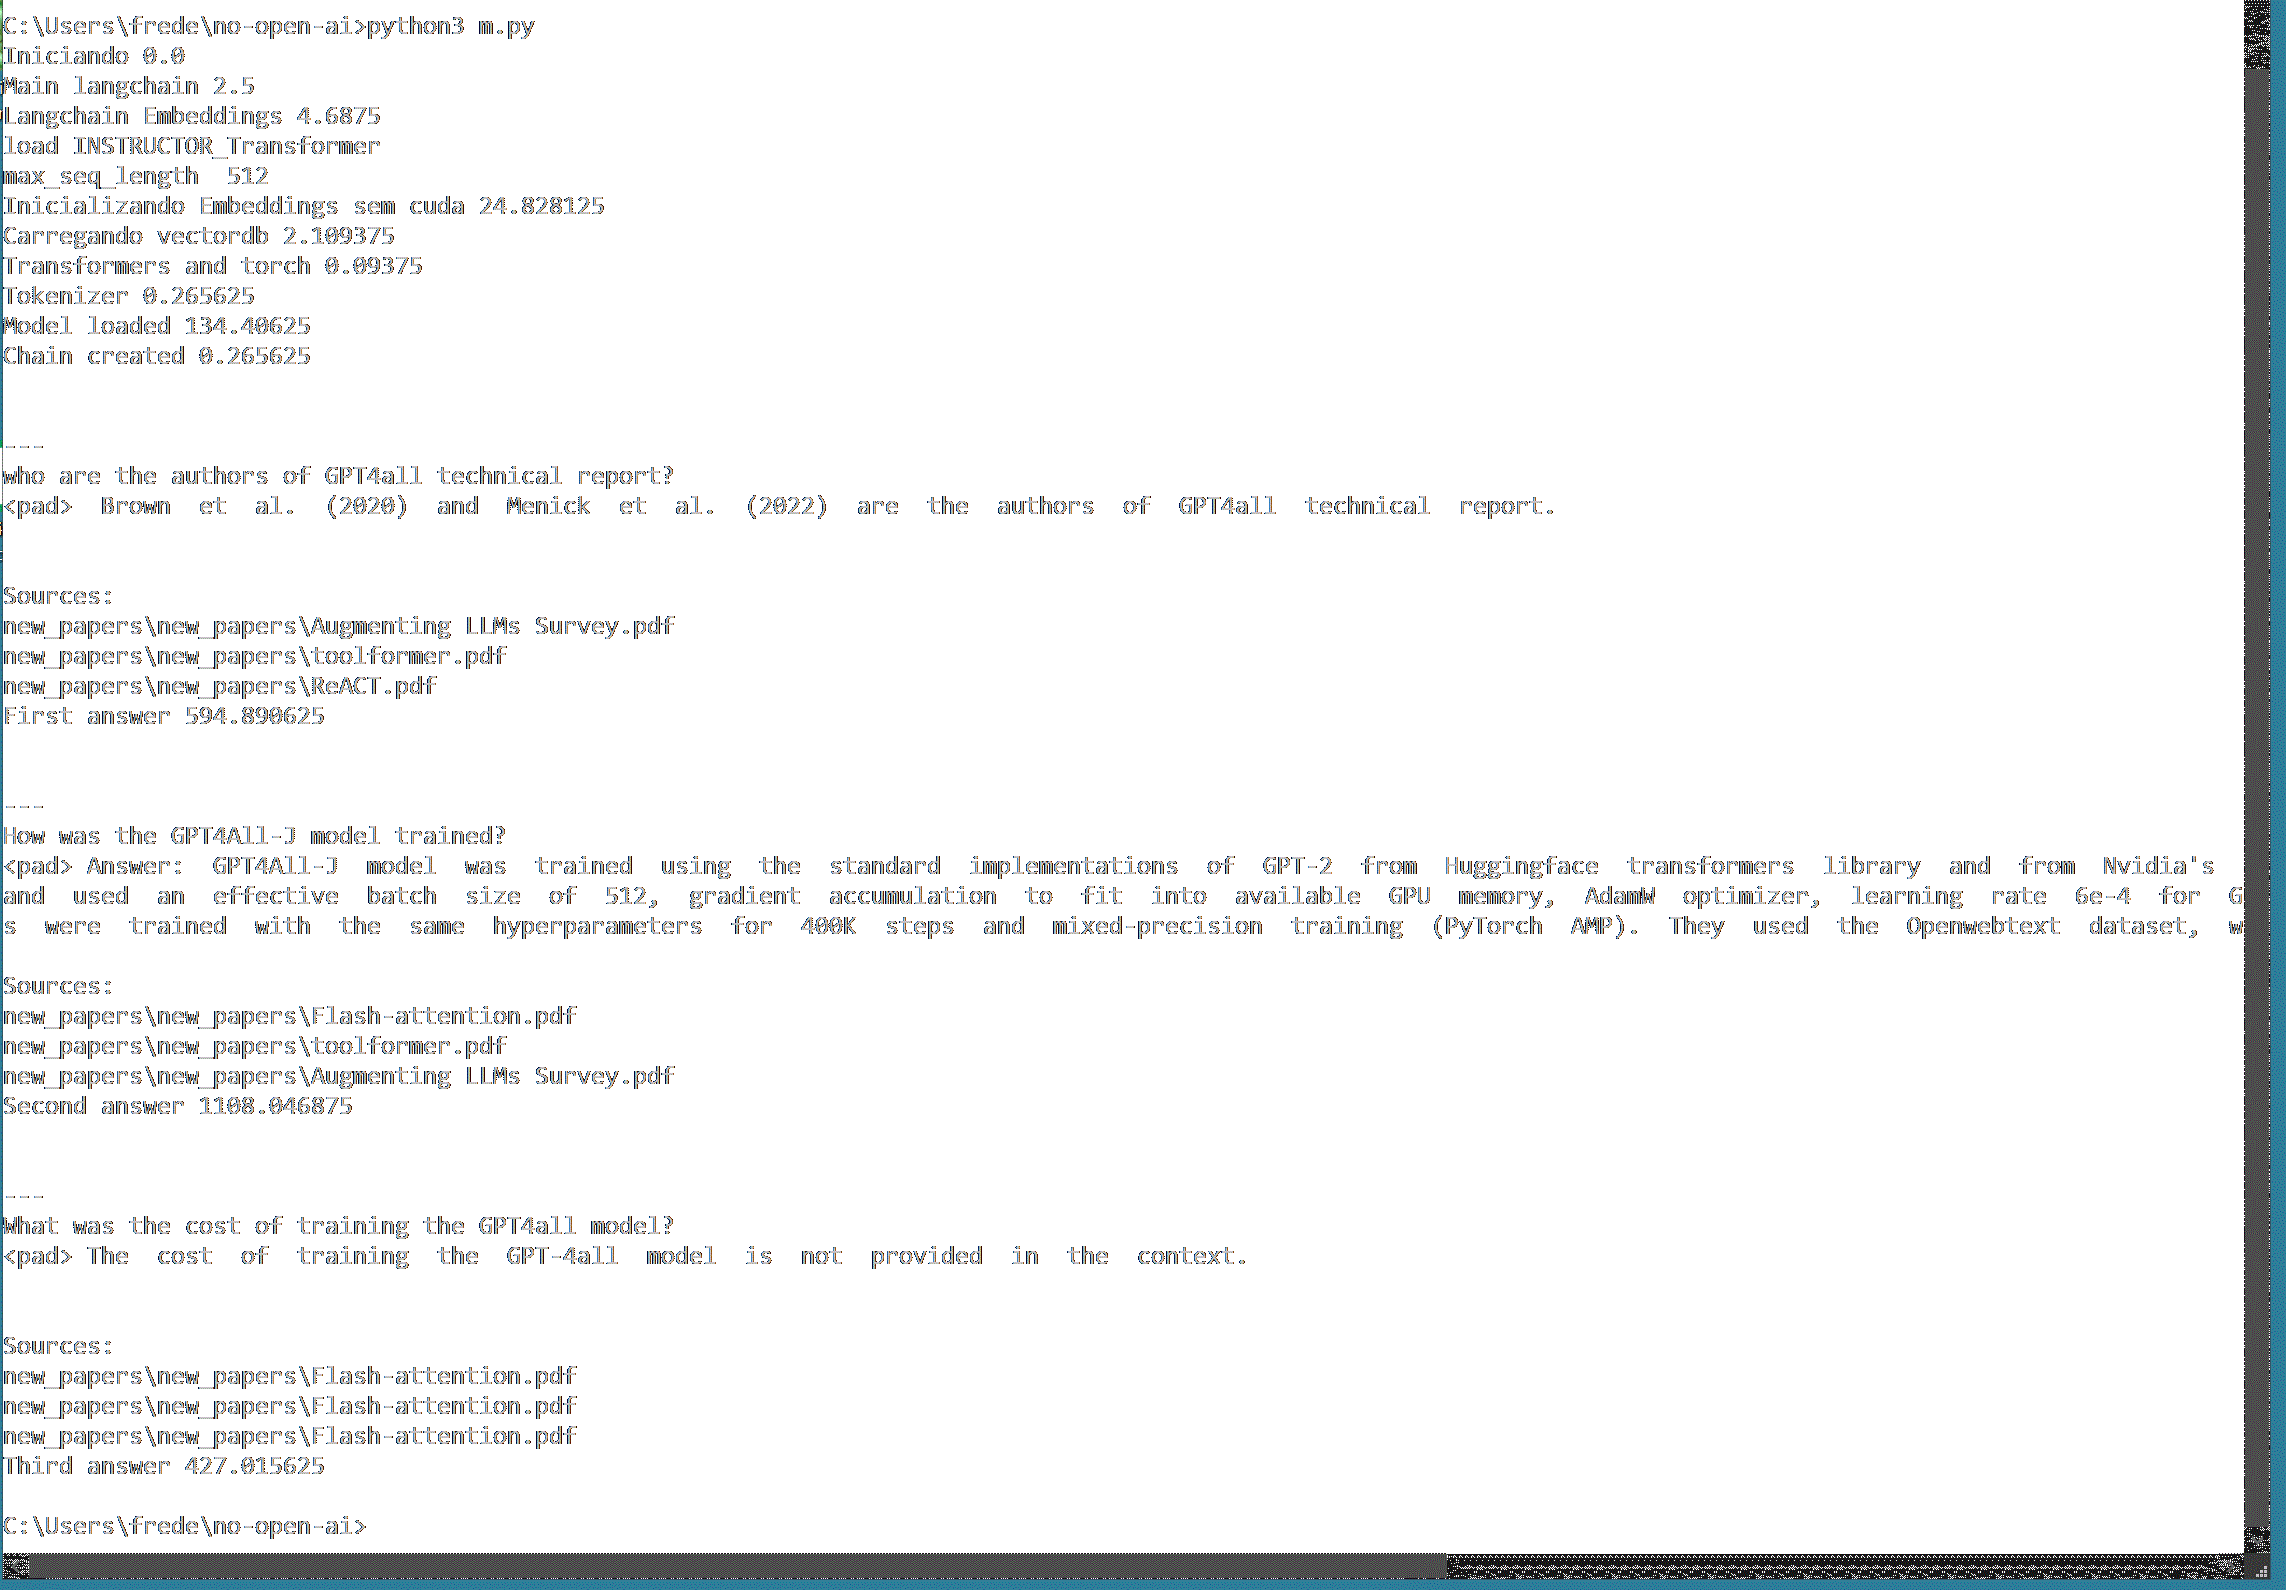 C:\Users\frede\no-open-ai>python3 m.py
Iniciando 0.0
Main langchain 2.5
Langchain Embeddings 4.6875
load INSTRUCTOR_Transformer
max_seq_length  512
Inicializando Embeddings sem cuda 24.828125
Carregando vectordb 2.109375
Transformers and torch 0.09375
Tokenizer 0.265625
Model loaded 134.40625
Chain created 0.265625
---
who are the authors of GPT4all technical report?
<pad>  Brown  et  al.  (2020)  and  Menick  et  al.  (2022)  are  the  authors  of  GPT4all  technical  report.
Sources:
new_papers\new_papers\Augmenting LLMs Survey.pdf
new_papers\new_papers\toolformer.pdf
new_papers\new_papers\ReACT.pdf
First answer 594.890625
---
How was the GPT4All-J model trained?
<pad> Answer:  GPT4All-J  model  was  trained  using  the  standard  implementations  of  GPT-2  from  Huggingface  transformers  library  and  from  Nvidia's
and  used  an  effective  batch  size  of  512,  gradient  accumulation  to  fit  into  available  GPU  memory,  AdamW  optimizer,  learning  rate  6e-4  for  G
s  were  trained  with  the  same  hyperparameters  for  400K  steps  and  mixed-precision  training  (PyTorch  AMP).  They  used  the  Openwebtext  dataset,  w
Sources:
new_papers\new_papers\Flash-attention.pdf
new_papers\new_papers\toolformer.pdf
new_papers\new_papers\Augmenting LLMs Survey.pdf
Second answer 1108.046875
---
What was the cost of training the GPT4all model?
<pad> The  cost  of  training  the  GPT-4all  model  is  not  provided  in  the  context.
Sources:
new_papers\new_papers\Flash-attention.pdf
new_papers\new_papers\Flash-attention.pdf
new_papers\new_papers\Flash-attention.pdf
Third answer 427.015625
C:\Users\frede\no-open-ai>